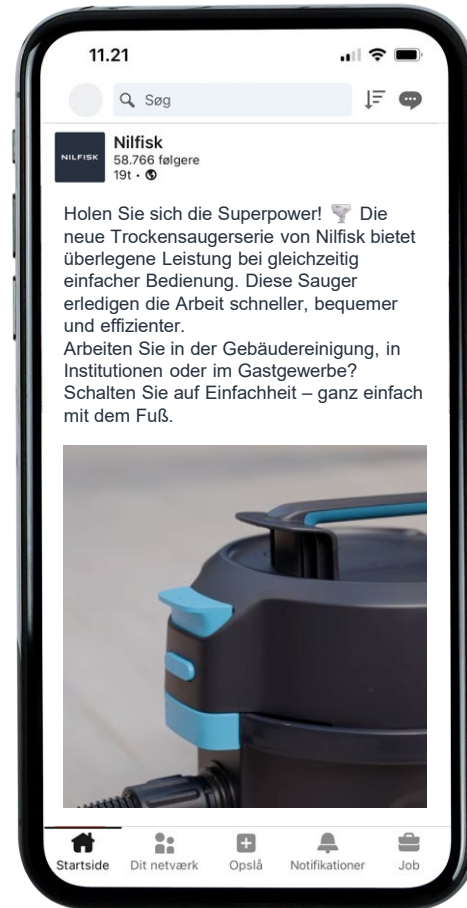 11.21
Søg
NILFISK
Nilfisk
58.766 følgere
19t •
Holen Sie sich die Superpower! Die
neue Trockensaugerserie von Nilfisk bietet
überlegene Leistung bei gleichzeitig
einfacher Bedienung. Diese Sauger
erledigen die Arbeit schneller, bequemer
und effizienter.
Arbeiten Sie in der Gebäudereinigung, in
Institutionen oder im Gastgewerbe?
Schalten Sie auf Einfachheit – ganz einfach
mit dem Fuß.
Startside Dit netværk Opslå Notifikationer Job